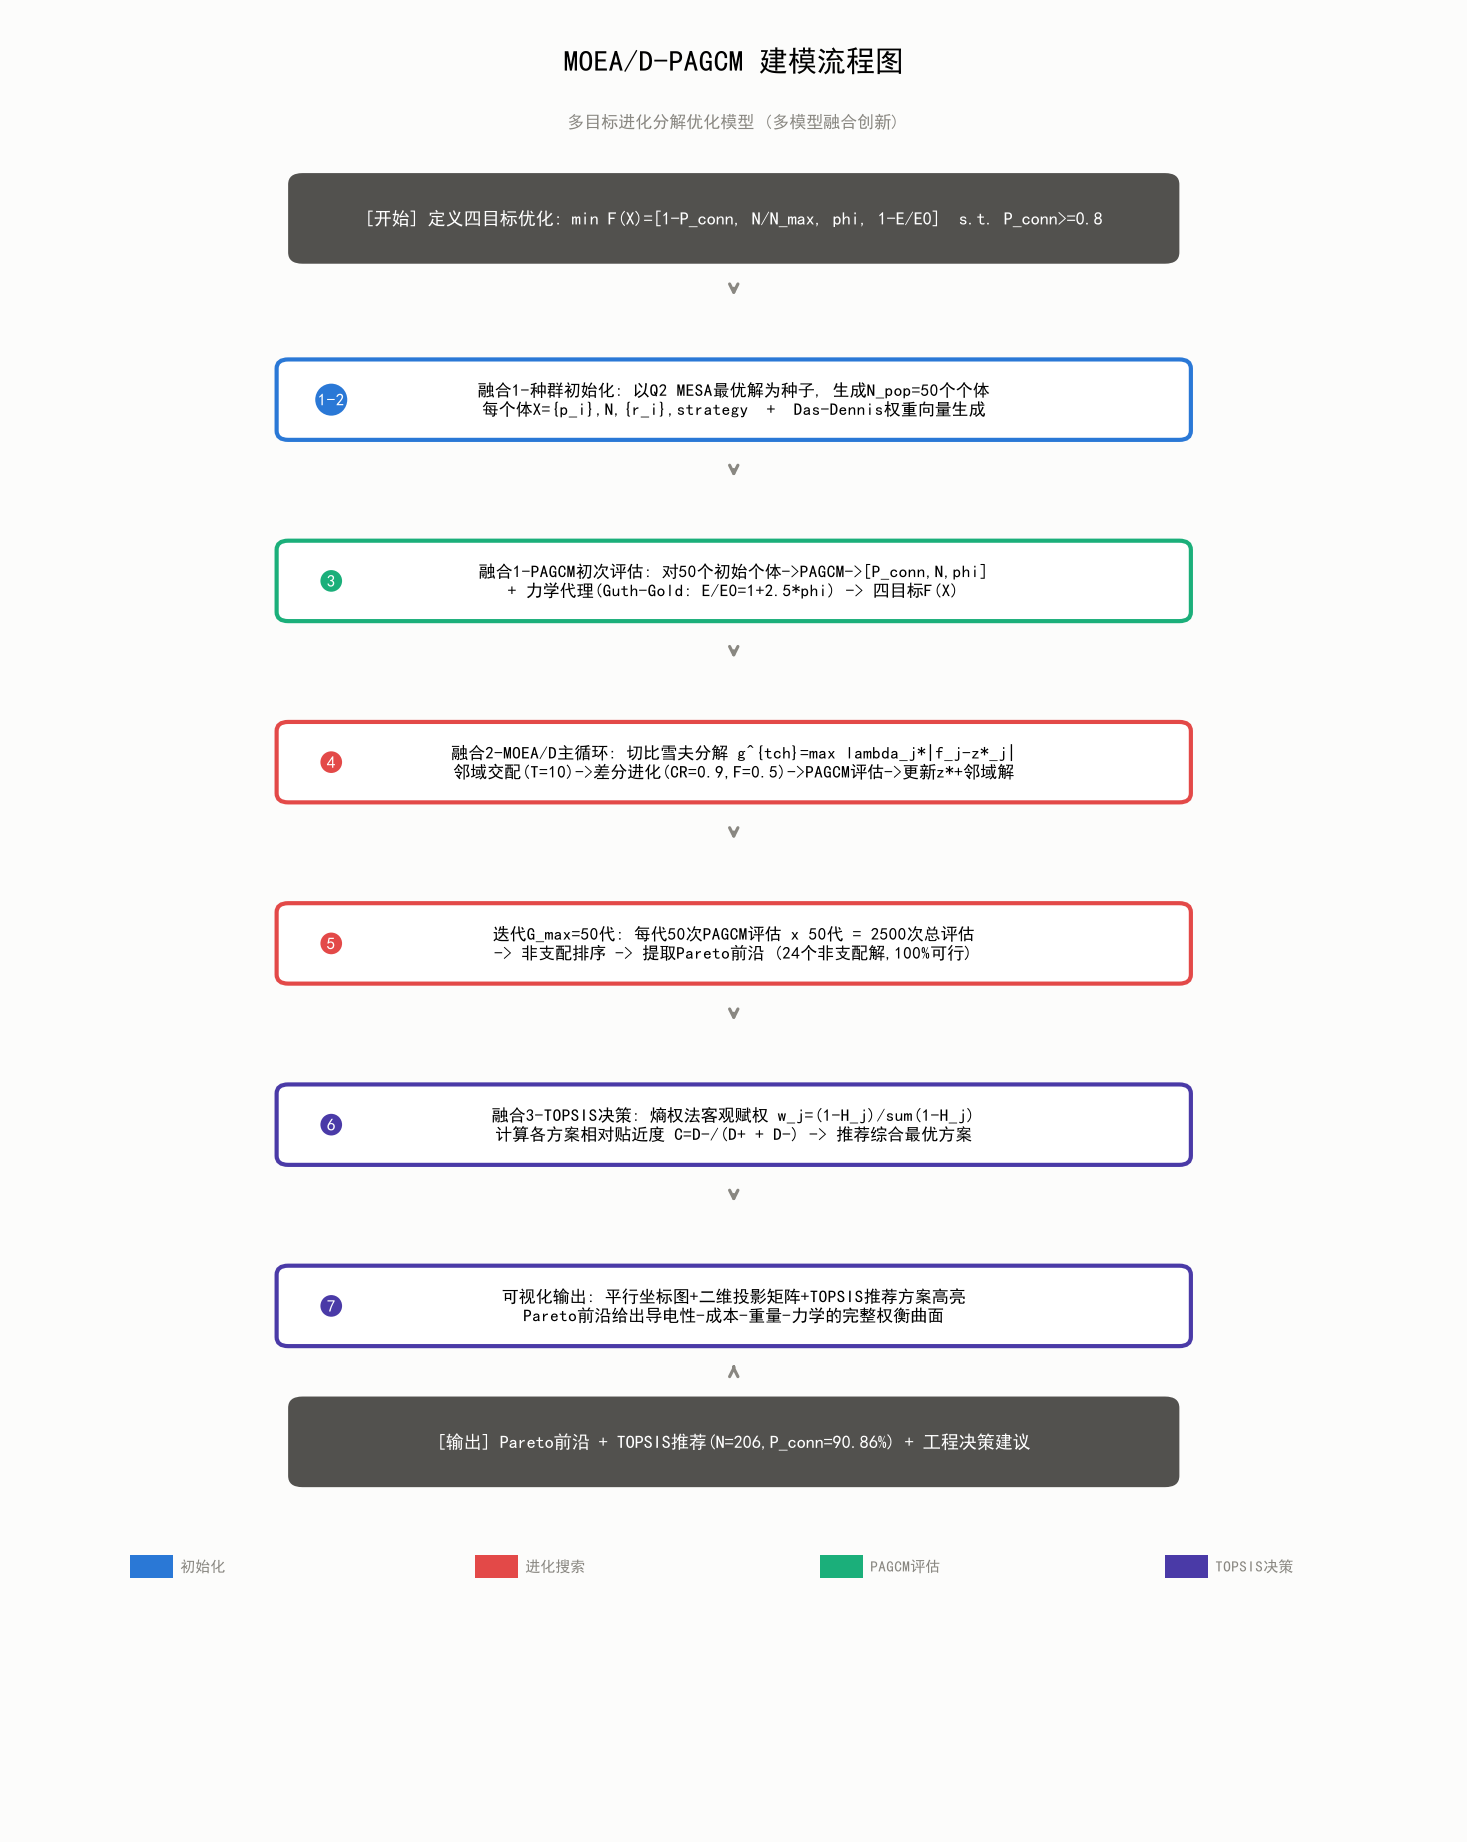 MOEA/D-PAGCM 建模流程图
多目标进化分解优化模型 (多模型融合创新)
[开始] 定义四目标优化: min F(X)=[1-P_conn, N/N_max, phi, 1-E/E0]  s.t. P_conn>=0.8
1-2
融合1-种群初始化: 以Q2 MESA最优解为种子, 生成N_pop=50个个体
每个体X={p_i},N,{r_i},strategy  +  Das-Dennis权重向量生成
3
融合1-PAGCM初次评估: 对50个初始个体->PAGCM->[P_conn,N,phi]
+ 力学代理(Guth-Gold: E/E0=1+2.5*phi) -> 四目标F(X)
4
融合2-MOEA/D主循环: 切比雪夫分解 g^{tch}=max lambda_j*|f_j-z*_j|
邻域交配(T=10)->差分进化(CR=0.9,F=0.5)->PAGCM评估->更新z*+邻域解
5
迭代G_max=50代: 每代50次PAGCM评估 x 50代 = 2500次总评估
-> 非支配排序 -> 提取Pareto前沿 (24个非支配解,100%可行)
6
融合3-TOPSIS决策: 熵权法客观赋权 w_j=(1-H_j)/sum(1-H_j)
计算各方案相对贴近度 C=D-/(D+ + D-) -> 推荐综合最优方案
7
可视化输出: 平行坐标图+二维投影矩阵+TOPSIS推荐方案高亮
Pareto前沿给出导电性-成本-重量-力学的完整权衡曲面
[输出] Pareto前沿 + TOPSIS推荐(N=206,P_conn=90.86%) + 工程决策建议
初始化
进化搜索
PAGCM评估
TOPSIS决策